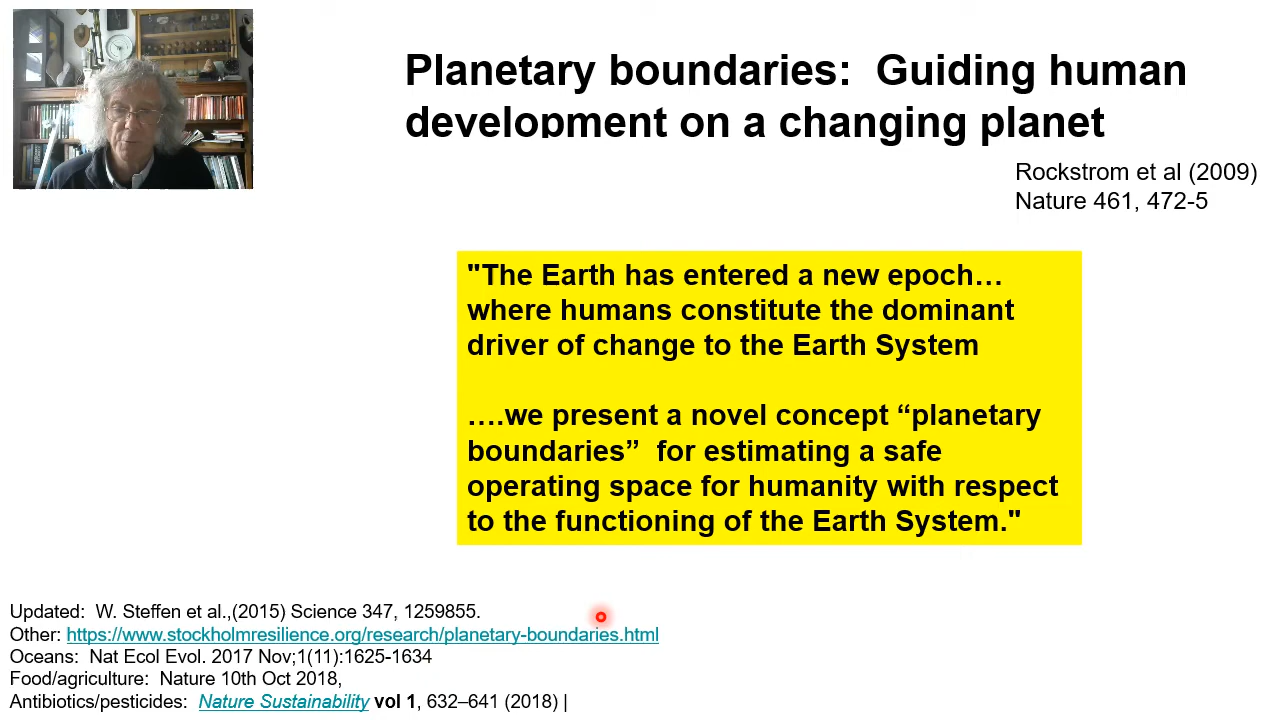 Planetary boundaries:  Guiding human
development on a changing planet
Rockstrom et al (2009)
Nature 461, 472-5
"The Earth has entered a new epoch…
where humans constitute the dominant
driver of change to the Earth System
….we present a novel concept “planetary
boundaries”  for estimating a safe
operating space for humanity with respect
to the functioning of the Earth System."
Updated:  W. Steffen et al.,(2015) Science 347, 1259855.
Other: https://www.stockholmresilience.org/research/planetary-boundaries.html
Oceans:  Nat Ecol Evol. 2017 Nov;1(11):1625-1634
Food/agriculture:  Nature 10th Oct 2018,
Antibiotics/pesticides:  Nature Sustainability vol 1, 632–641 (2018) |